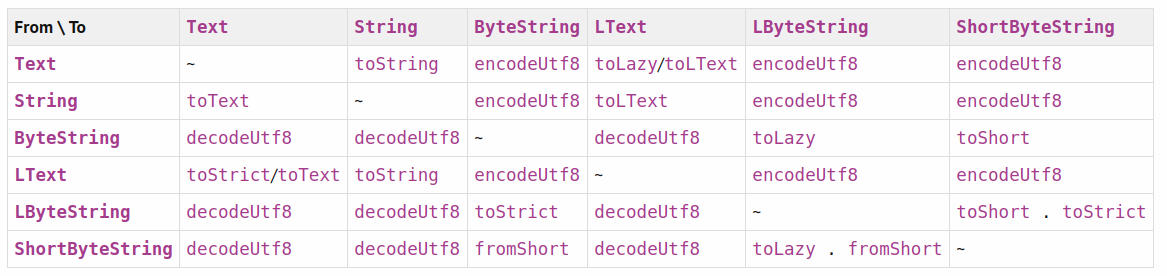 From \ To Text String ByteString LText LByteString ShortByteString
Text ~ toString encodeUtf8 toLazy/toLText encodeUtf8 encodeUtf8
String toText ~ encodeUtf8 toLText encodeUtf8 encodeUtf8
ByteString decodeUtf8 decodeUtf8 ~ decodeUtf8 toLazy toShort
LText toStrict/toText toString encodeUtf8 ~ encodeUtf8 encodeUtf8
LByteString decodeUtf8 decodeUtf8 toStrict decodeUtf8 ~ toShort . toStrict
ShortByteString decodeUtf8 decodeUtf8 fromShort decodeUtf8 toLazy . fromShort ~